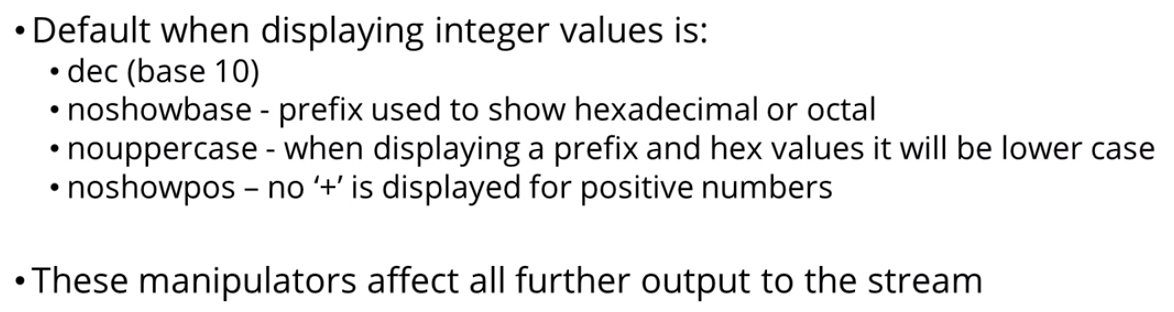 • Default when displaying integer values is:
• dec (base 10)
• noshowbase - prefix used to show hexadecimal or octal
• nouppercase - when displaying a prefix and hex values it will be lower case
• noshowpos – no ‘+’ is displayed for positive numbers
• These manipulators affect all further output to the stream